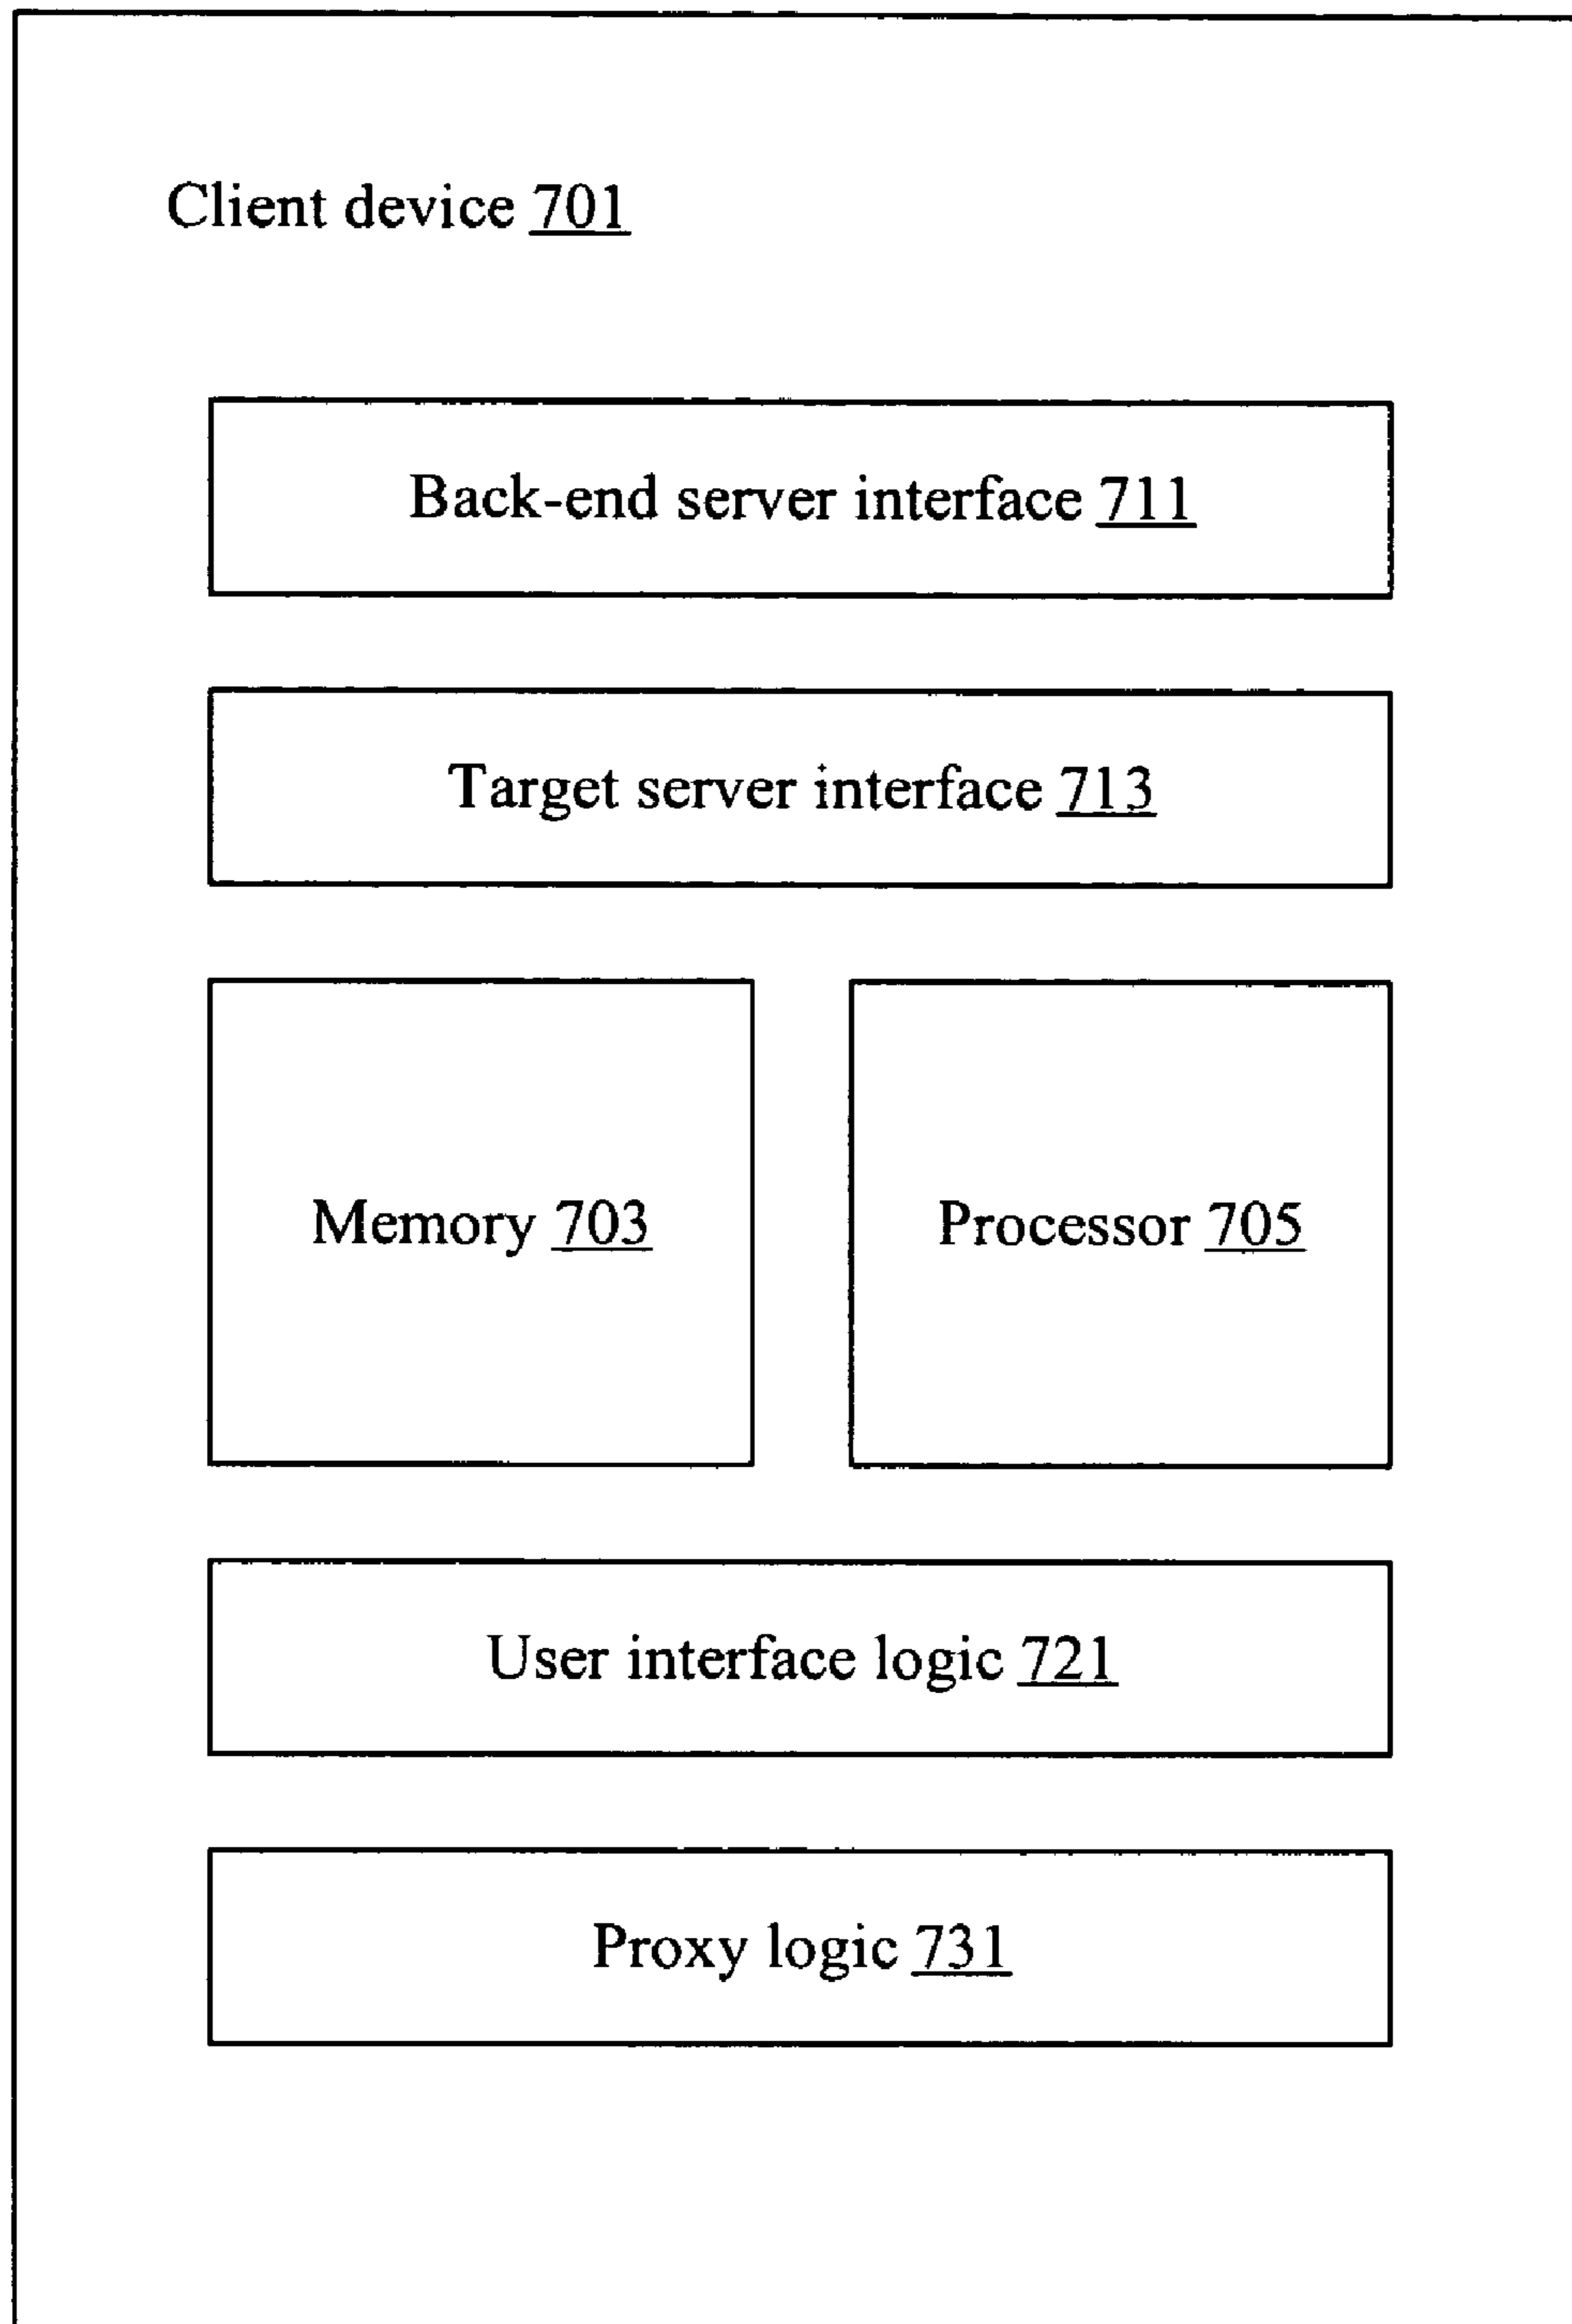 Client device 701
Back-end server interface 711
Target server interface 713
Memory 703
Processor 705
User interface logic 721
Proxy logic 731